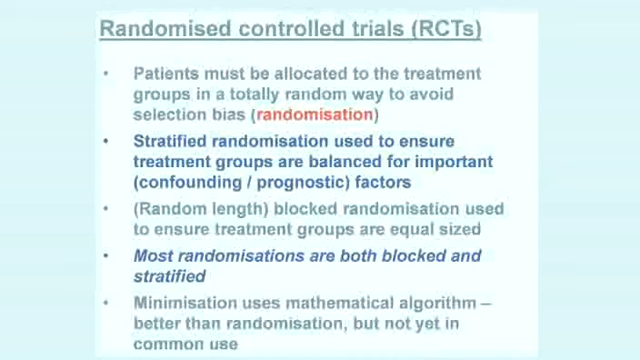 Randomised controlled trials (RCTs)
• Patients must be allocated to the treatment
groups in a totally random way to avoid
selection bias (randomisation)
• Stratified randomisation used to ensure
treatment groups are balanced for important
(confounding / prognostic) factors
• (Random length) blocked randomisation used
to ensure treatment groups are equal sized
• Most randomisations are both blocked and
stratified
• Minimisation uses mathematical algorithm –
better than randomisation, but not yet in
common use